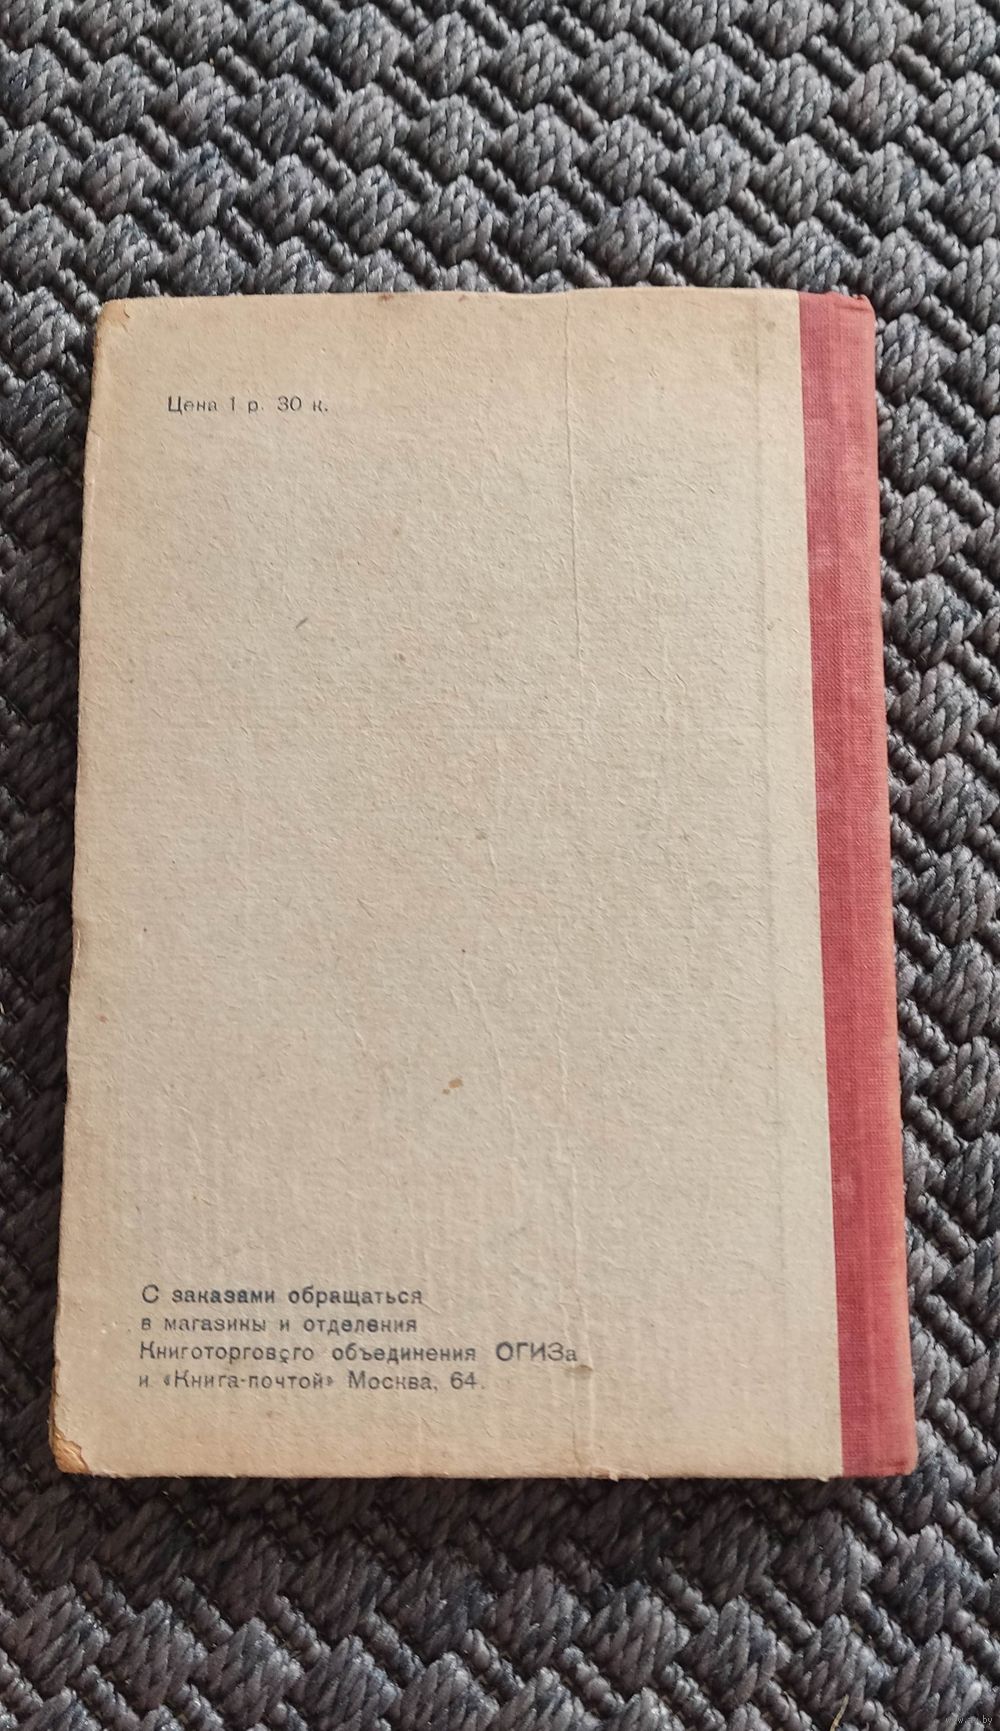 Цена 1 р. 30 к.
С заказами обращаться
в магазины и отделения
Книготоргового объединения ОГИЗа
и «Книга-почтой» Москва, 64.